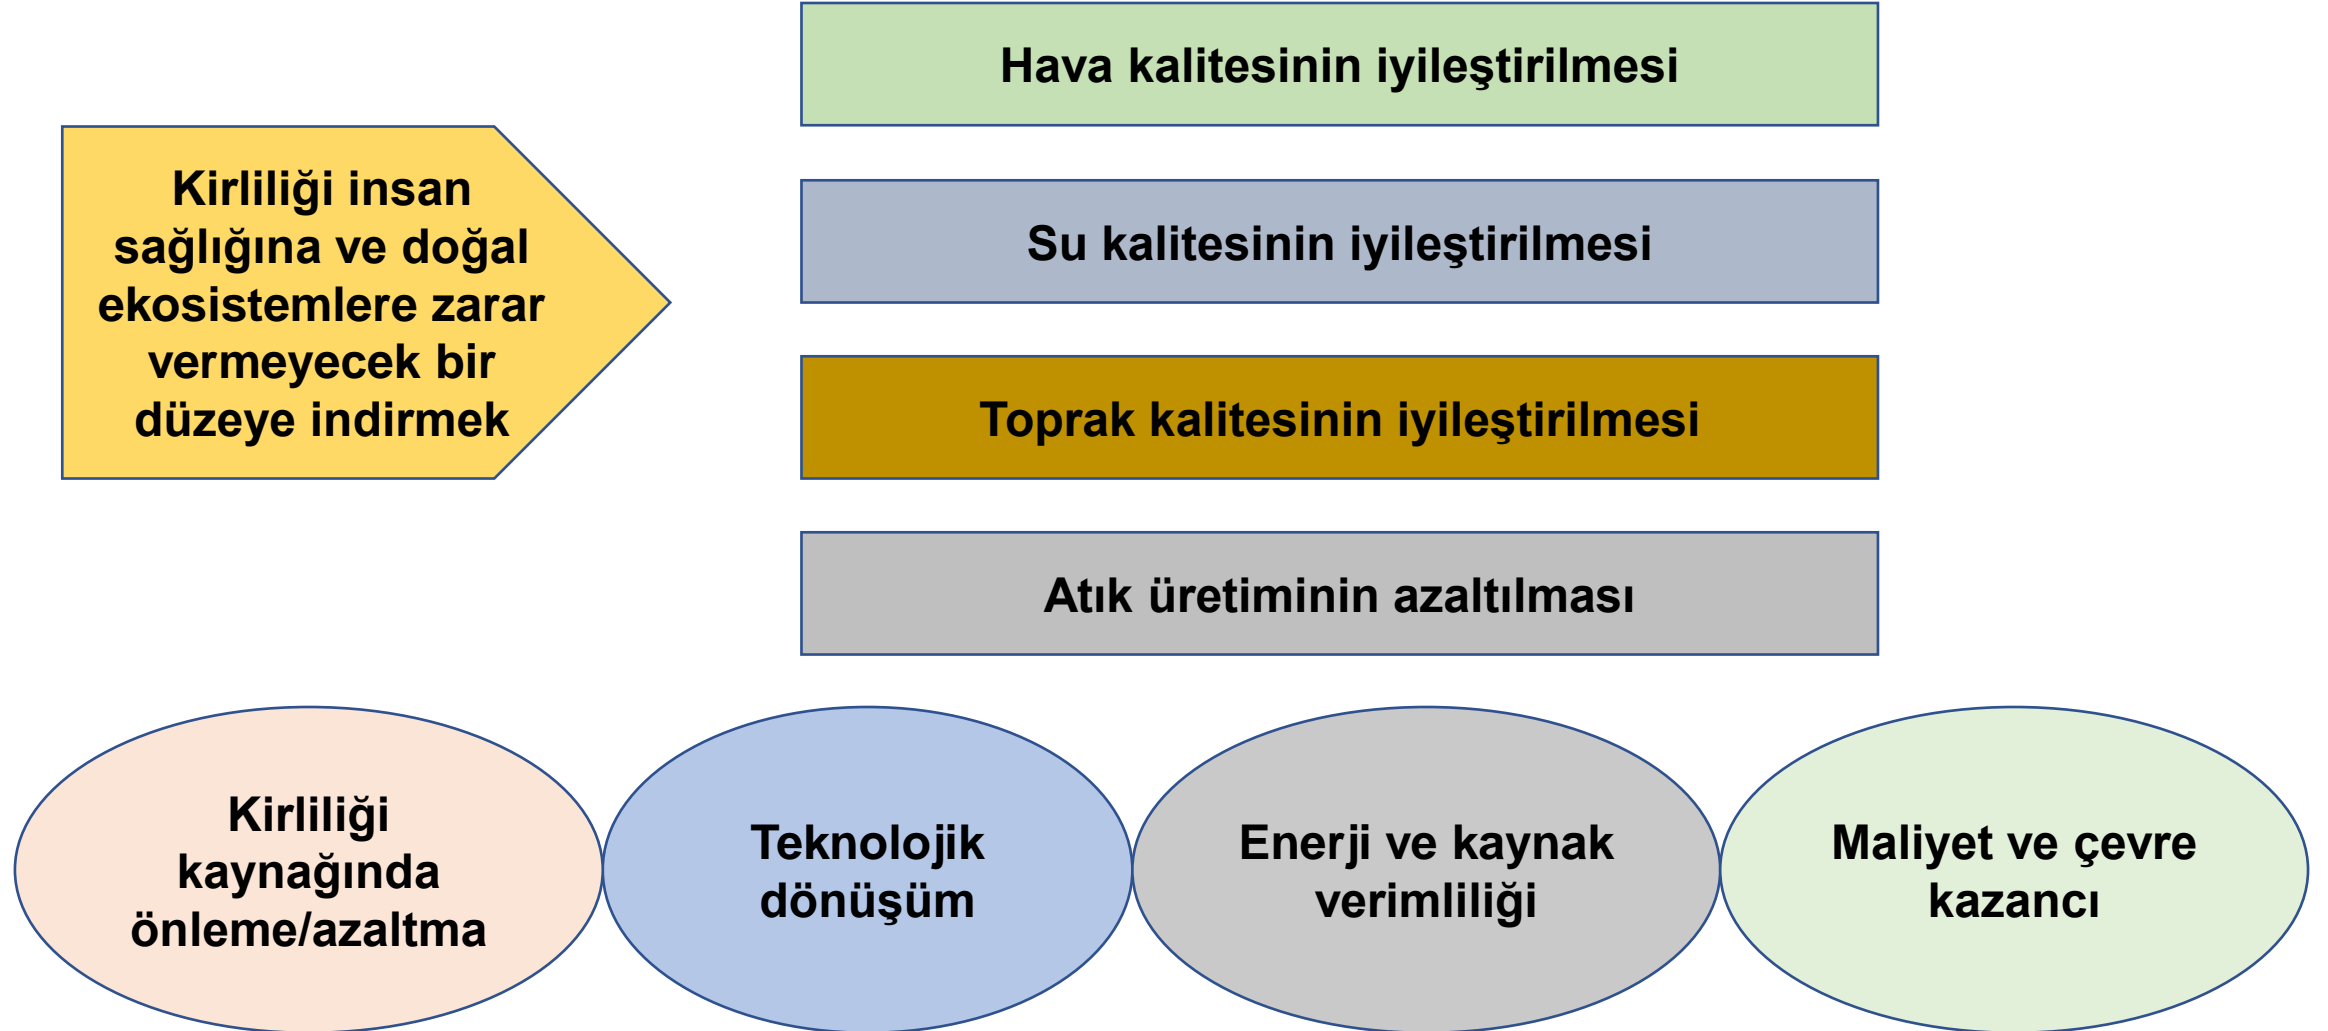 Hava kalitesinin iyileştirilmesi
Kirliliği insan
sağlığına ve doğal
ekosistemlere zarar
vermeyecek bir
düzeye indirmek
Su kalitesinin iyileştirilmesi
Toprak kalitesinin iyileştirilmesi
Atık üretiminin azaltılması
Kirliliği
kaynağında
önleme/azaltma
Teknolojik
dönüşüm
Enerji ve kaynak
verimliliği
Maliyet ve çevre
kazancı